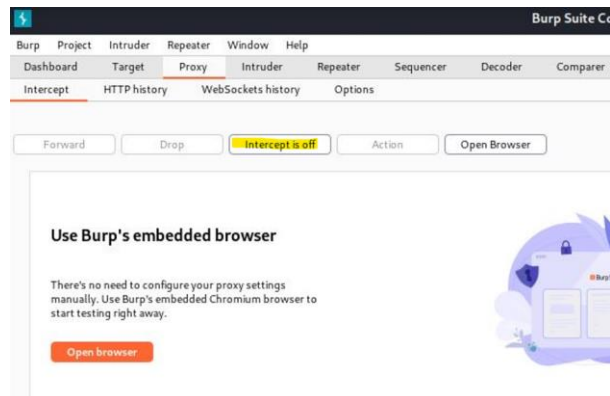 Burp Suite Co
Burp Project Intruder Repeater Window Help
Dashboard Target Proxy Intruder Repeater Sequencer Decoder Comparer
Intercept HTTP history WebSockets history Options
Forward Drop Intercept is off Action Open Browser
Use Burp's embedded browser
There's no need to configure your proxy settings
manually. Use Burp's embedded Chromium browser to
start testing right away.
Open browser
Burp